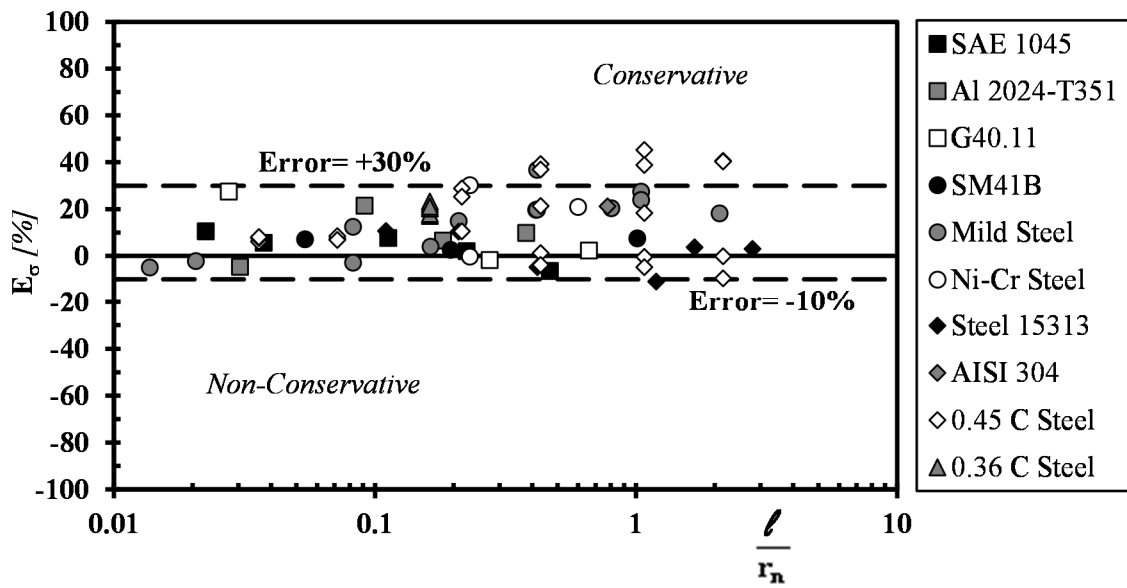 100
80
60
40
20
0
-20
-40
-60
-80
-100
E_σ [%]
Conservative
Error= +30%
Error= -10%
Non-Conservative
0.01
0.1
1
10
ℓ
r_n
SAE 1045
Al 2024-T351
G40.11
SM41B
Mild Steel
Ni-Cr Steel
Steel 15313
AISI 304
0.45 C Steel
0.36 C Steel